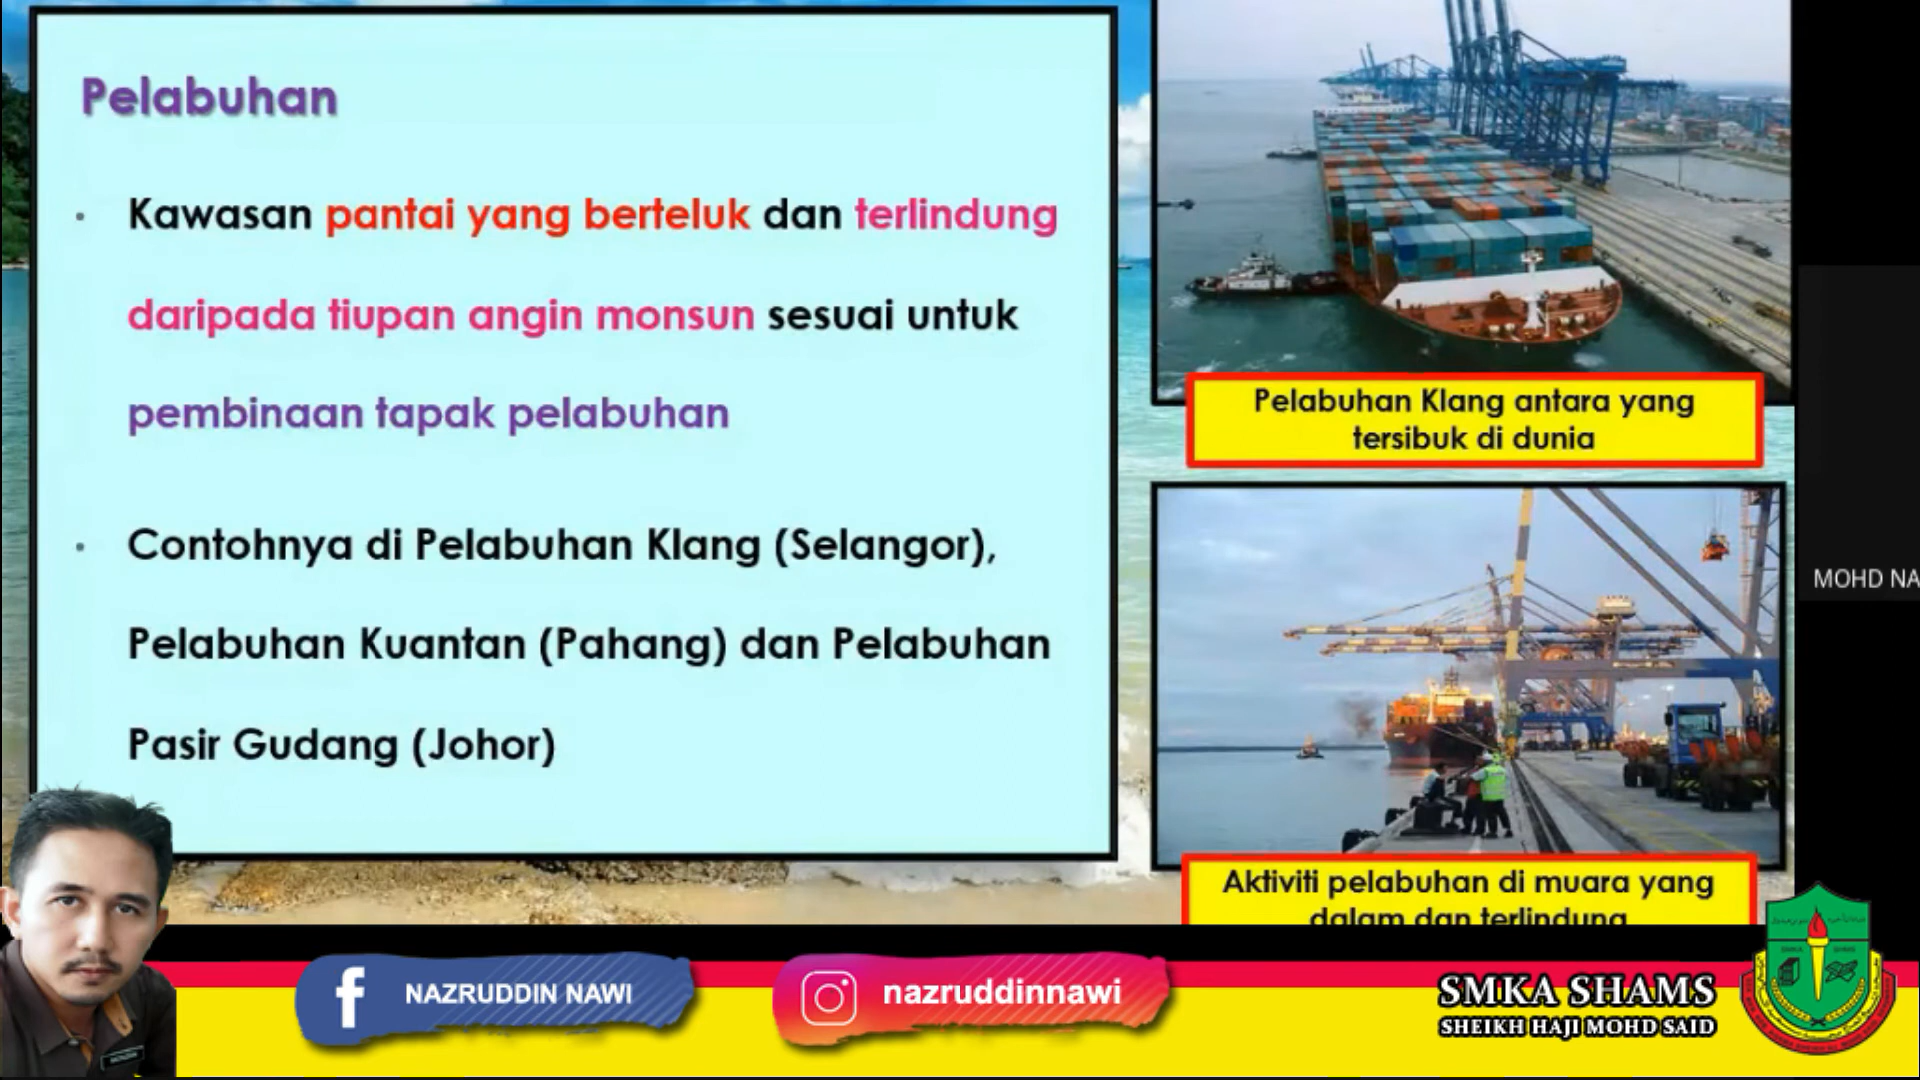 Pelabuhan
Kawasan pantai yang berteluk dan terlindung
daripada tiupan angin monsun sesuai untuk
pembinaan tapak pelabuhan
Contohnya di Pelabuhan Klang (Selangor),
Pelabuhan Kuantan (Pahang) dan Pelabuhan
Pasir Gudang (Johor)
Pelabuhan Klang antara yang
tersibuk di dunia
Aktiviti pelabuhan di muara yang
dalam dan terlindung
MOHD NA
NAZRUDDIN NAWI
nazruddinnawi
SMKA SHAMS
SHEIKH HAJI MOHD SAID